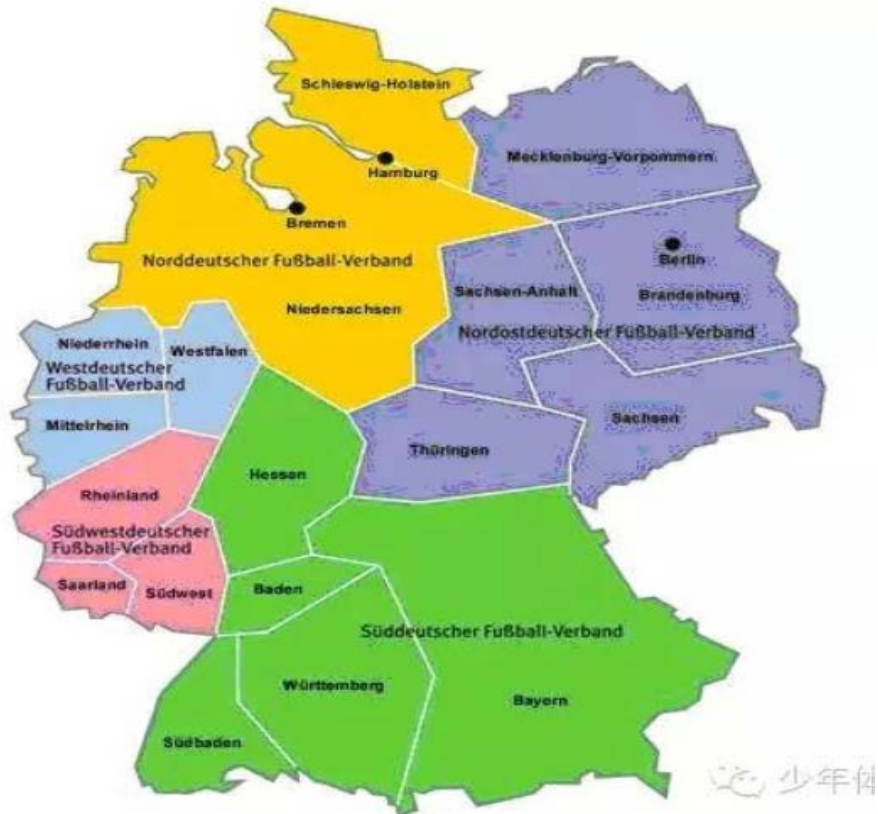 Schleswig-Holstein
Mecklenburg-Vorpommern
Hamburg
Bremen
Norddeutscher Fußball-Verband
Berlin
Sachsen-Anhalt
Brandenburg
Niedersachsen
Nordostdeutscher Fußball-Verband
Niederrhein
Westfalen
Westdeutscher
Fußball-Verband
Mittelrhein
Sachsen
Thüringen
Hessen
Rheinland
Südwestdeutscher
Fußball-Verband
Saarland
Südwest
Baden
Süddeutscher Fußball-Verband
Württemberg
Bayern
Südbaden
少年体